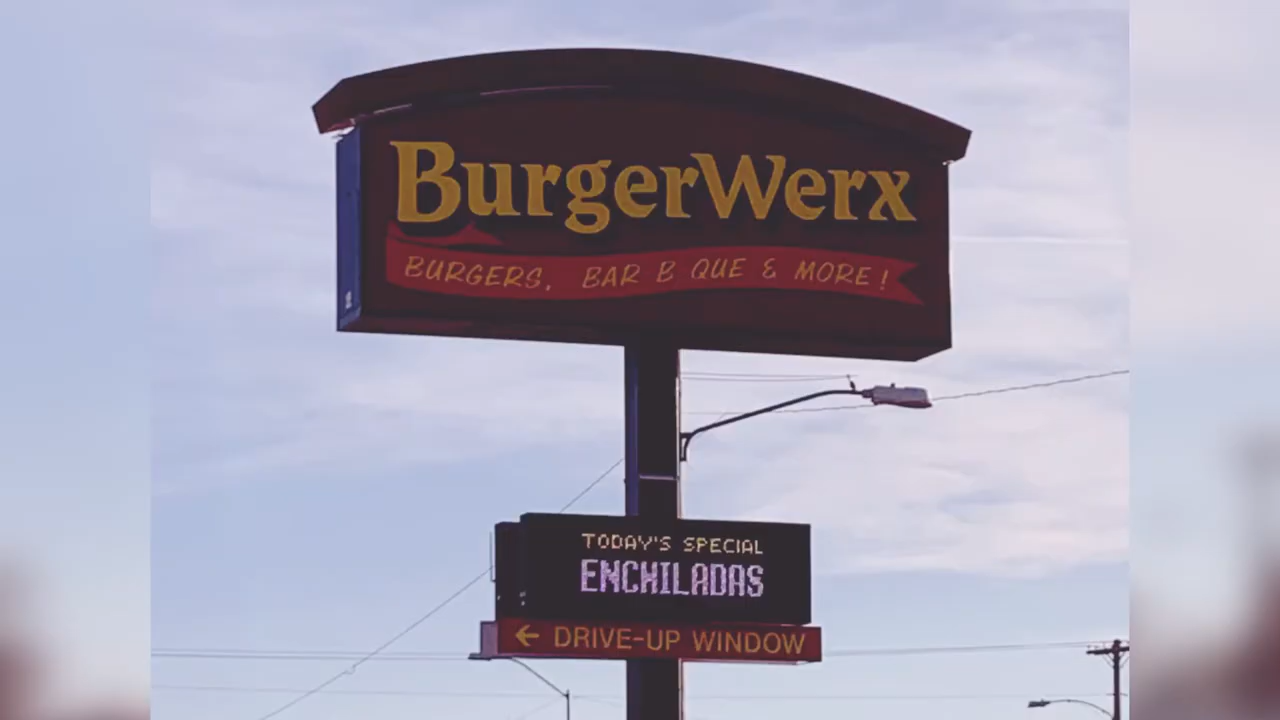 BurgerWerx
BURGERS, BAR B QUE & MORE!
TODAY'S SPECIAL
ENCHILADAS
← DRIVE-UP WINDOW